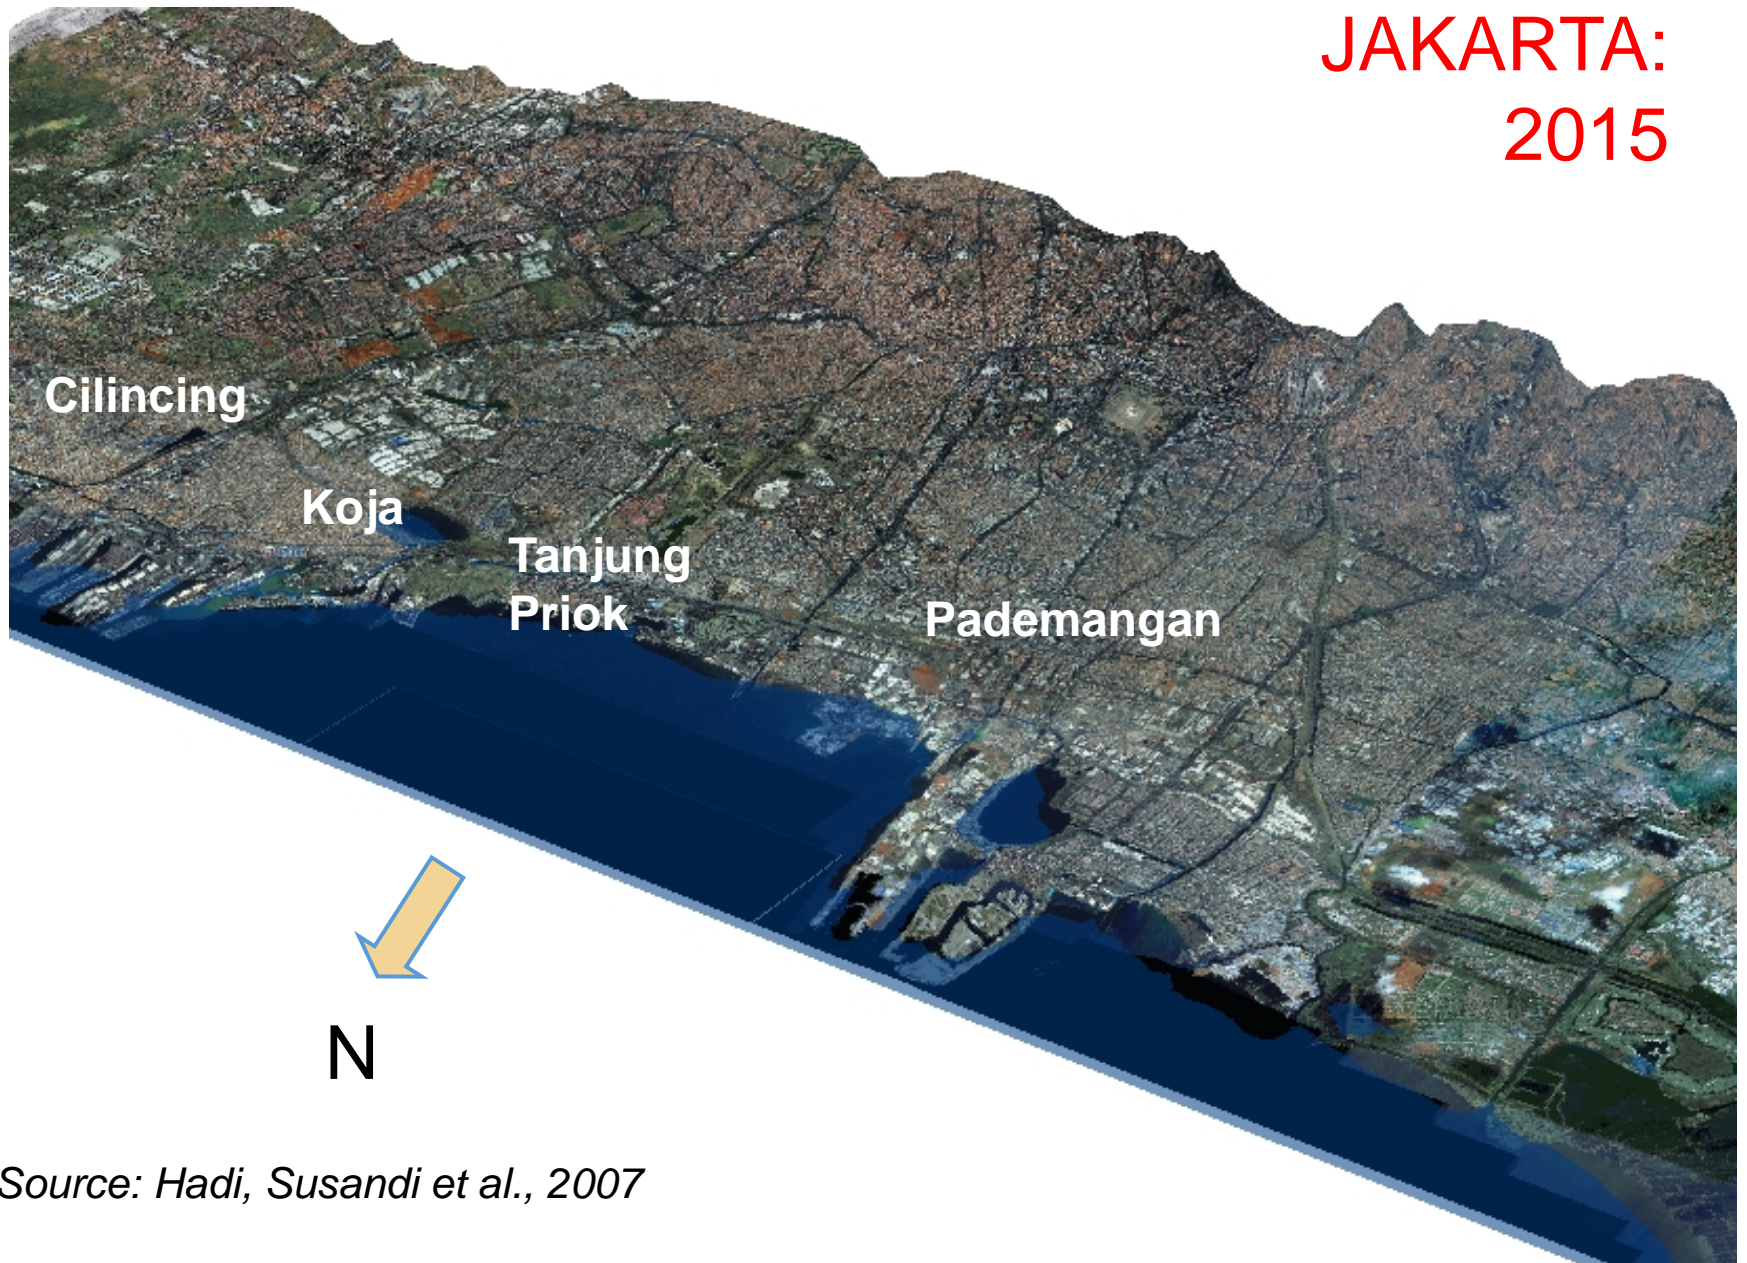 JAKARTA:
2015
Cilincing
Koja
Tanjung
Priok
Pademangan
N
Source: Hadi, Susandi et al., 2007